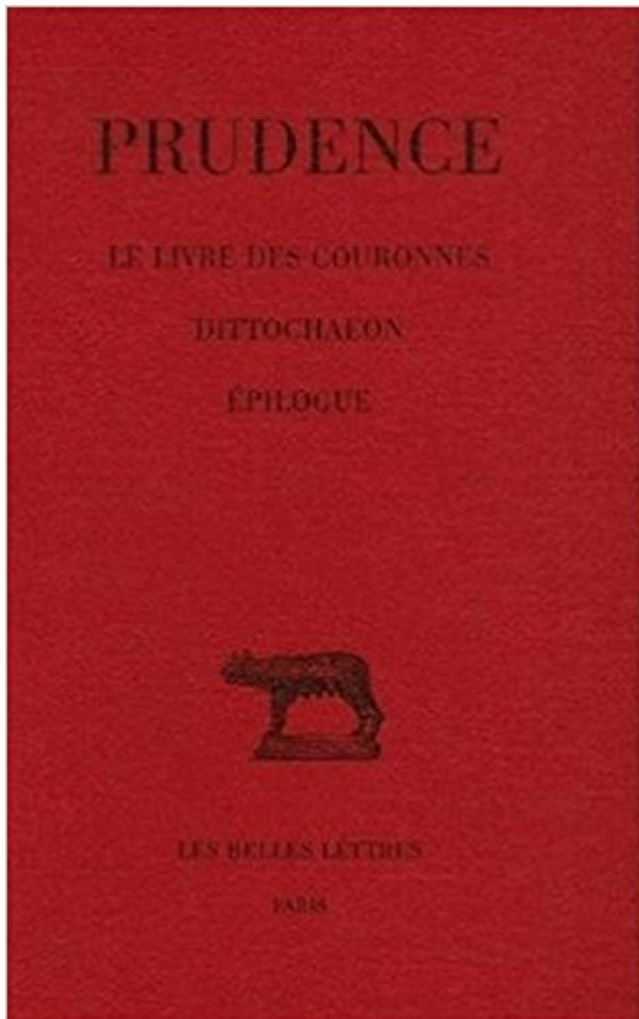 PRUDENCE
LE LIVRE DES COURONNES
DITTOCHAEON
ÉPILOGUE
LES BELLES LETTRES
PARIS